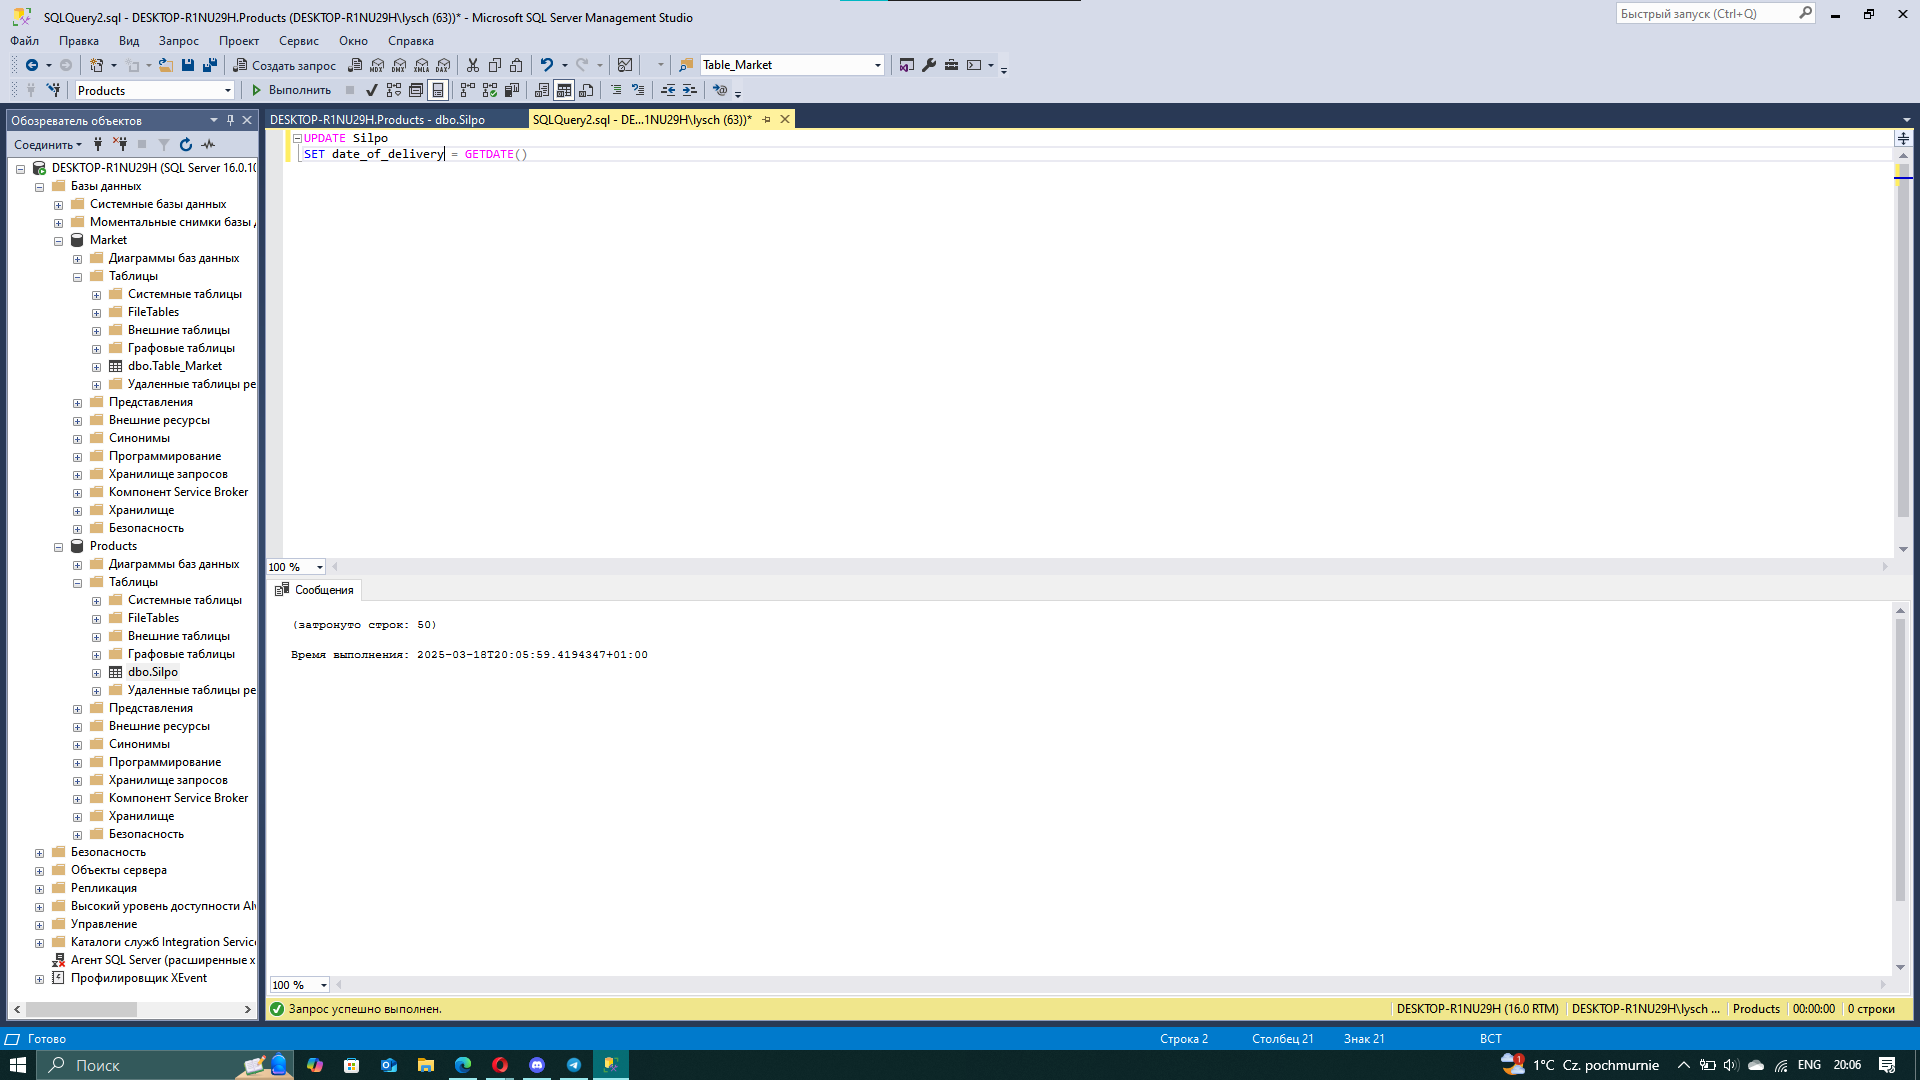 SQLQuery2.sql - DESKTOP-R1NU29H.Products (DESKTOP-R1NU29H\lysch (63))* - Microsoft SQL Server Management Studio
Быстрый запуск (Ctrl+Q)
Файл Правка Вид Запрос Проект Сервис Окно Справка
Создать запрос
MDX
DMX
XMLA
DAX
Table_Market
Products
Выполнить
Обозреватель объектов
DESKTOP-R1NU29H.Products - dbo.Silpo
SQLQuery2.sql - DE...1NU29H\lysch (63))*
Соединить
UPDATE Silpo
SET date_of_delivery = GETDATE()
DESKTOP-R1NU29H (SQL Server 16.0.10
Базы данных
Системные базы данных
Моментальные снимки базы
Market
Диаграммы баз данных
Таблицы
Системные таблицы
FileTables
Внешние таблицы
Графовые таблицы
dbo.Table_Market
Удаленные таблицы ре
Представления
Внешние ресурсы
Синонимы
Программирование
Хранилище запросов
Компонент Service Broker
Хранилище
Безопасность
Products
Диаграммы баз данных
Таблицы
Системные таблицы
FileTables
Внешние таблицы
Графовые таблицы
dbo.Silpo
Удаленные таблицы ре
Представления
Внешние ресурсы
Синонимы
Программирование
Хранилище запросов
Компонент Service Broker
Хранилище
Безопасность
Безопасность
Объекты сервера
Репликация
Высокий уровень доступности Al
Управление
Каталоги служб Integration Servic
Агент SQL Server (расширенные x
Профилировщик XEvent
100 %
Сообщения
(затронуто строк: 50)
Время выполнения: 2025-03-18T20:05:59.4194347+01:00
100 %
Запрос успешно выполнен.
DESKTOP-R1NU29H (16.0 RTM)
DESKTOP-R1NU29H\lysch ...
Products
00:00:00
0 строки
Готово
Строка 2
Столбец 21
Знак 21
ВСТ
Поиск
1
1°C Cz. pochmurnie
ENG
20:06